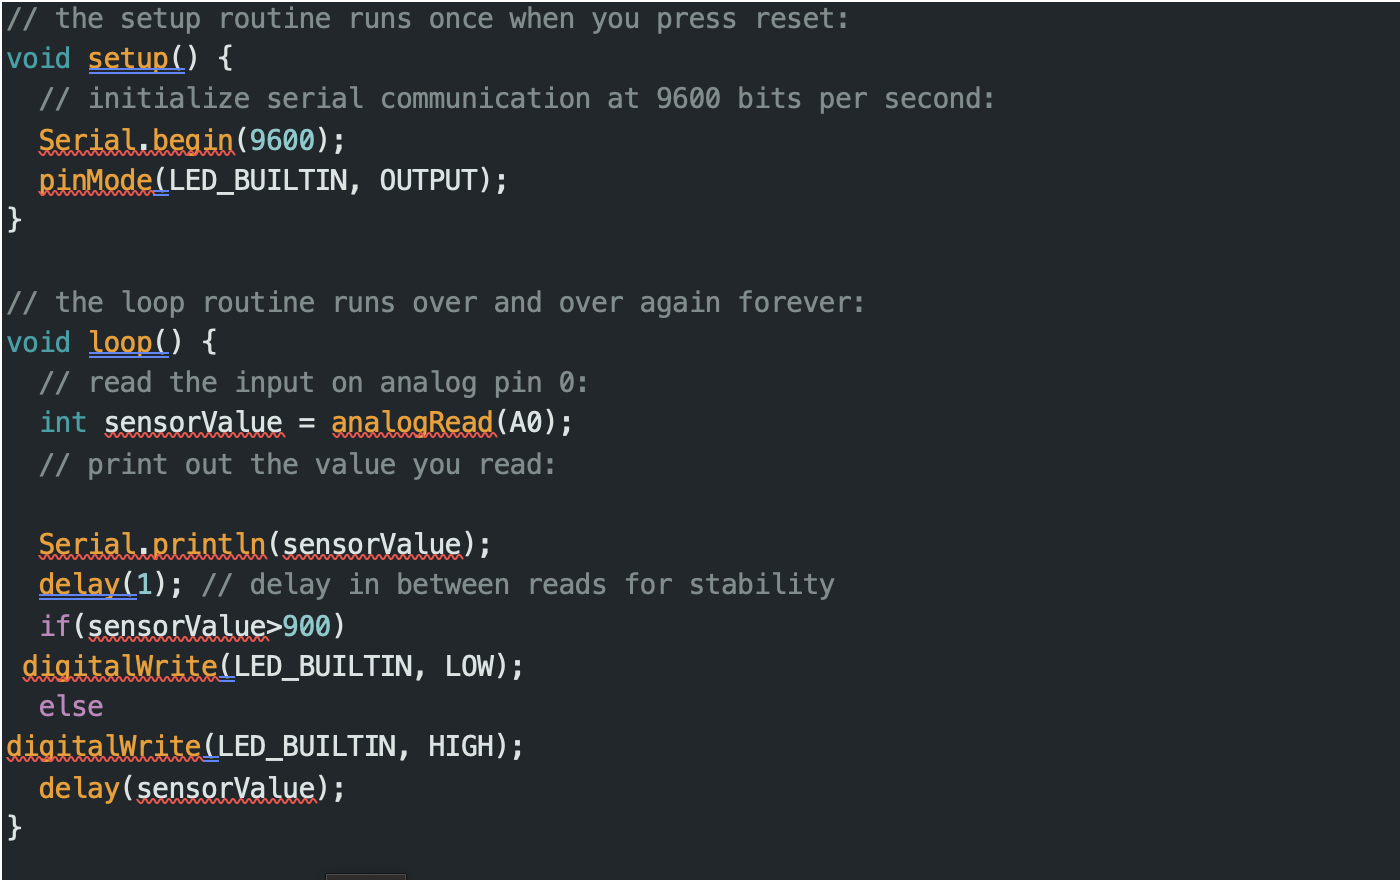 // the setup routine runs once when you press reset:
void setup() {
  // initialize serial communication at 9600 bits per second:
  Serial.begin(9600);
  pinMode(LED_BUILTIN, OUTPUT);
}

// the loop routine runs over and over again forever:
void loop() {
  // read the input on analog pin 0:
  int sensorValue = analogRead(A0);
  // print out the value you read:

  Serial.println(sensorValue);
  delay(1); // delay in between reads for stability
  if(sensorValue>900)
 digitalWrite(LED_BUILTIN, LOW);
  else
digitalWrite(LED_BUILTIN, HIGH);
  delay(sensorValue);
}